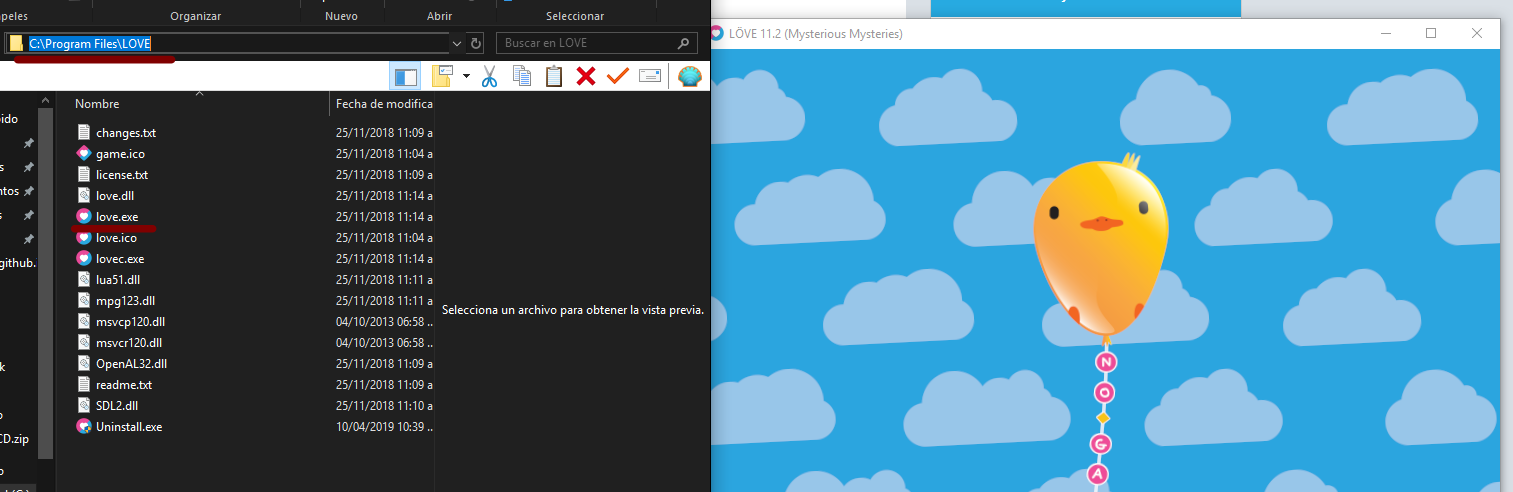 peles
Organizar
Nuevo
Abrir
Seleccionar
C:\Program Files\LOVE
Buscar en LOVE
LÖVE 11.2 (Mysterious Mysteries)
Nombre
Fecha de modifica
changes.txt 25/11/2018 11:09 a
game.ico 25/11/2018 11:04 a
license.txt 25/11/2018 11:09 a
love.dll 25/11/2018 11:14 a
love.exe 25/11/2018 11:14 a
love.ico 25/11/2018 11:04 a
lovec.exe 25/11/2018 11:14 a
lua51.dll 25/11/2018 11:11 a
mpg123.dll 25/11/2018 11:11 a
msvcp120.dll 04/10/2013 06:58 ..
msvcr120.dll 04/10/2013 06:58 ..
OpenAL32.dll 25/11/2018 11:09 a
readme.txt 25/11/2018 11:09 a
SDL2.dll 25/11/2018 11:10 a
Uninstall.exe 10/04/2019 10:39 ..
pido
s
ntos
s
github.
k
o
CD.zip
o
Selecciona un archivo para obtener la vista previa.
N
O
G
A